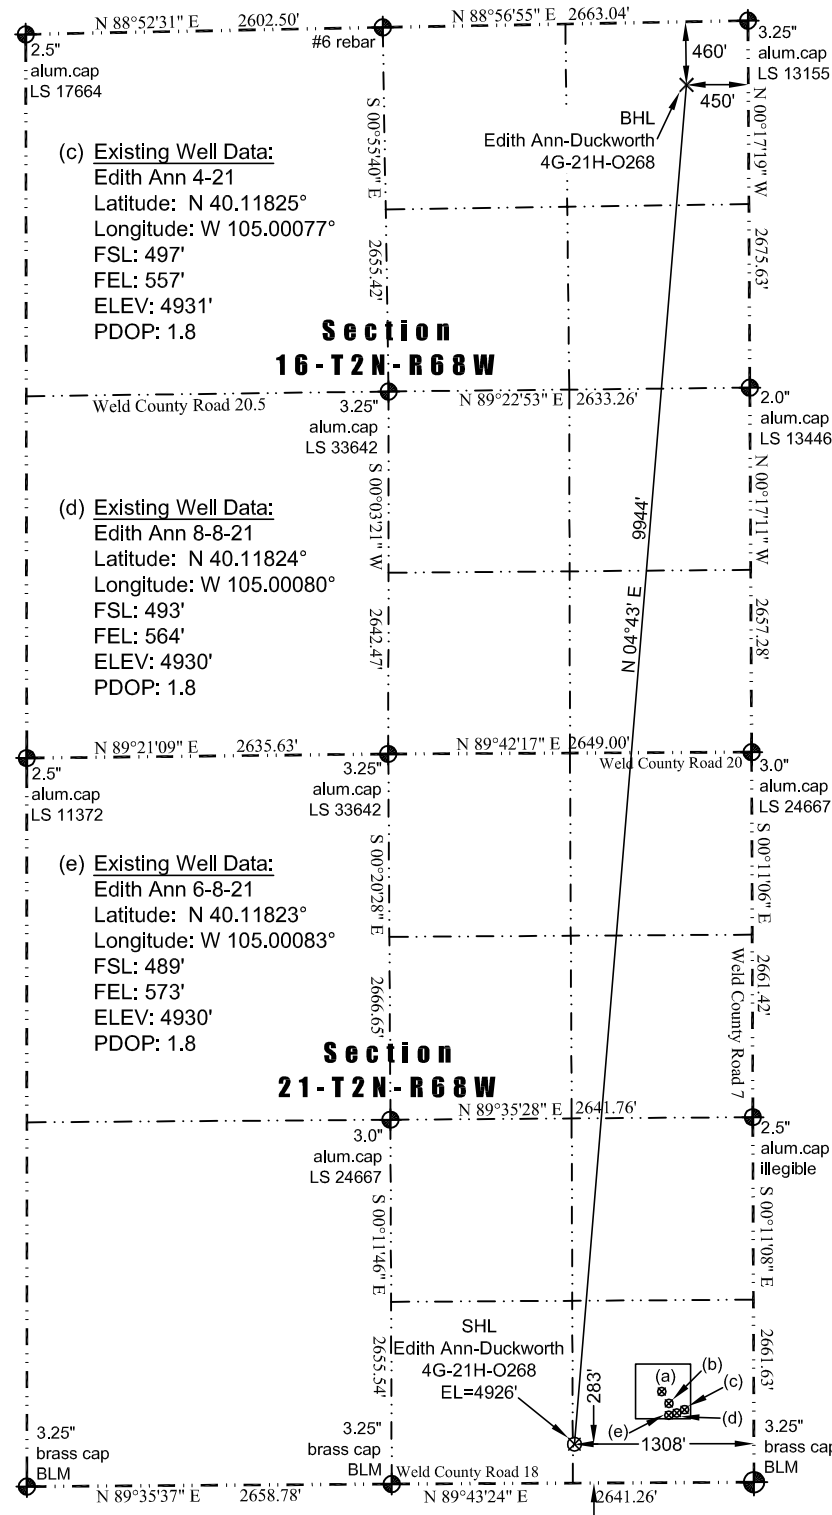 N 88°52'31" E 2602.50'
N 88°56'55" E 2663.04'
2.5"
alum.cap
LS 17664
#6 rebar
3.25"
alum.cap
LS 13155
460'
450'
BHL
Edith Ann-Duckworth
4G-21H-O268
S 00°55'40" E 2655.42'
N 00°17'19" W 2675.63'
(c) Existing Well Data:
Edith Ann 4-21
Latitude: N 40.11825°
Longitude: W 105.00077°
FSL: 497'
FEL: 557'
ELEV: 4931'
PDOP: 1.8
Section
16-T2N-R68W
Weld County Road 20.5
3.25"
alum.cap
LS 33642
N 89°22'53" E 2633.26'
2.0"
alum.cap
LS 13446
S 00°03'21" W 2642.47'
N 00°17'11" W 2657.28'
(d) Existing Well Data:
Edith Ann 8-8-21
Latitude: N 40.11824°
Longitude: W 105.00080°
FSL: 493'
FEL: 564'
ELEV: 4930'
PDOP: 1.8
N 04°43' E 9944'
N 89°21'09" E 2635.63'
N 89°42'17" E 2649.00'
Weld County Road 20
2.5"
alum.cap
LS 11372
3.25"
alum.cap
LS 33642
3.0"
alum.cap
LS 24667
S 00°20'28" E 2666.65'
S 00°11'06" E 2661.42'
Weld County Road 7
(e) Existing Well Data:
Edith Ann 6-8-21
Latitude: N 40.11823°
Longitude: W 105.00083°
FSL: 489'
FEL: 573'
ELEV: 4930'
PDOP: 1.8
Section
21-T2N-R68W
N 89°35'28" E 2641.76'
3.0"
alum.cap
LS 24667
2.5"
alum.cap
illegible
S 00°11'46" E 2655.54'
S 00°11'08" E 2661.63'
SHL
Edith Ann-Duckworth
4G-21H-O268
EL=4926'
283'
1308'
(a)
(b)
(c)
(d)
(e)
3.25"
brass cap
BLM
3.25"
brass cap
BLM
3.25"
brass cap
BLM
Weld County Road 18
N 89°35'37" E 2658.78'
N 89°43'24" E 2641.26'